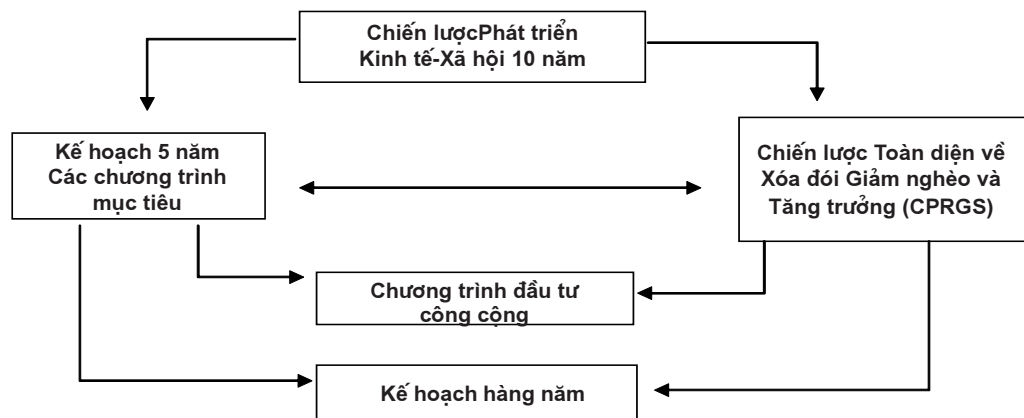 Chiến lượcPhát triển
Kinh tế-Xã hội 10 năm
Kế hoạch 5 năm
Các chương trình
mục tiêu
Chiến lược Toàn diện về
Xóa đói Giảm nghèo và
Tăng trưởng (CPRGS)
Chương trình đầu tư
công cộng
Kế hoạch hàng năm